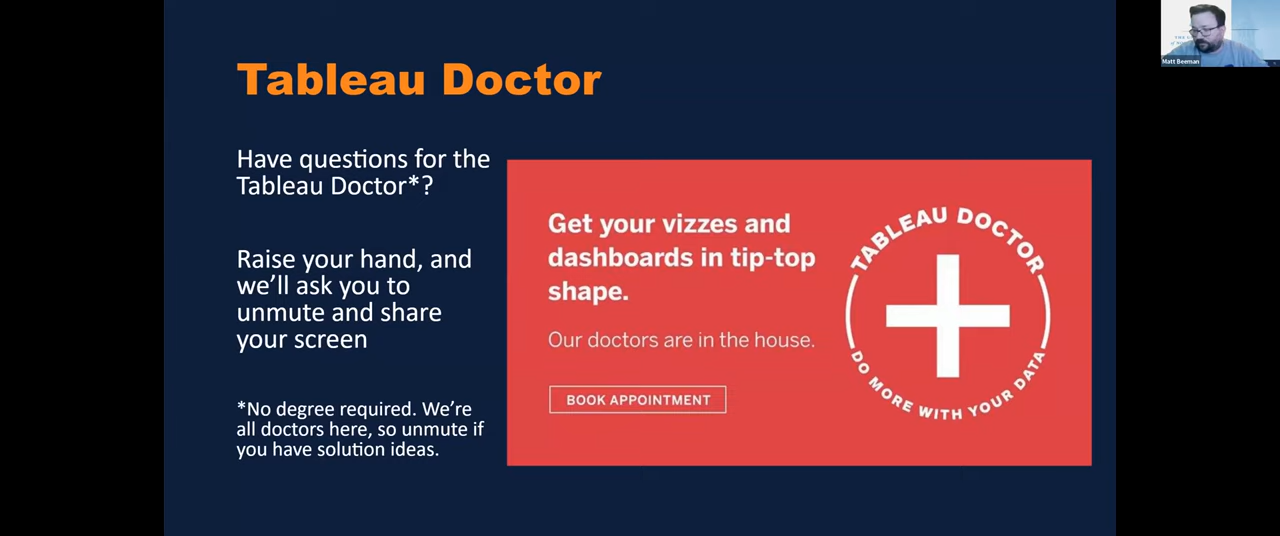 Tableau Doctor
Have questions for the
Tableau Doctor*?
Raise your hand, and
we'll ask you to
unmute and share
your screen
*No degree required. We're
all doctors here, so unmute if
you have solution ideas.
Get your vizzes and
dashboards in tip-top
shape.
Our doctors are in the house.
BOOK APPOINTMENT
TABLEAU DOCTOR
DO MORE WITH YOUR DATA
Matt Beeman